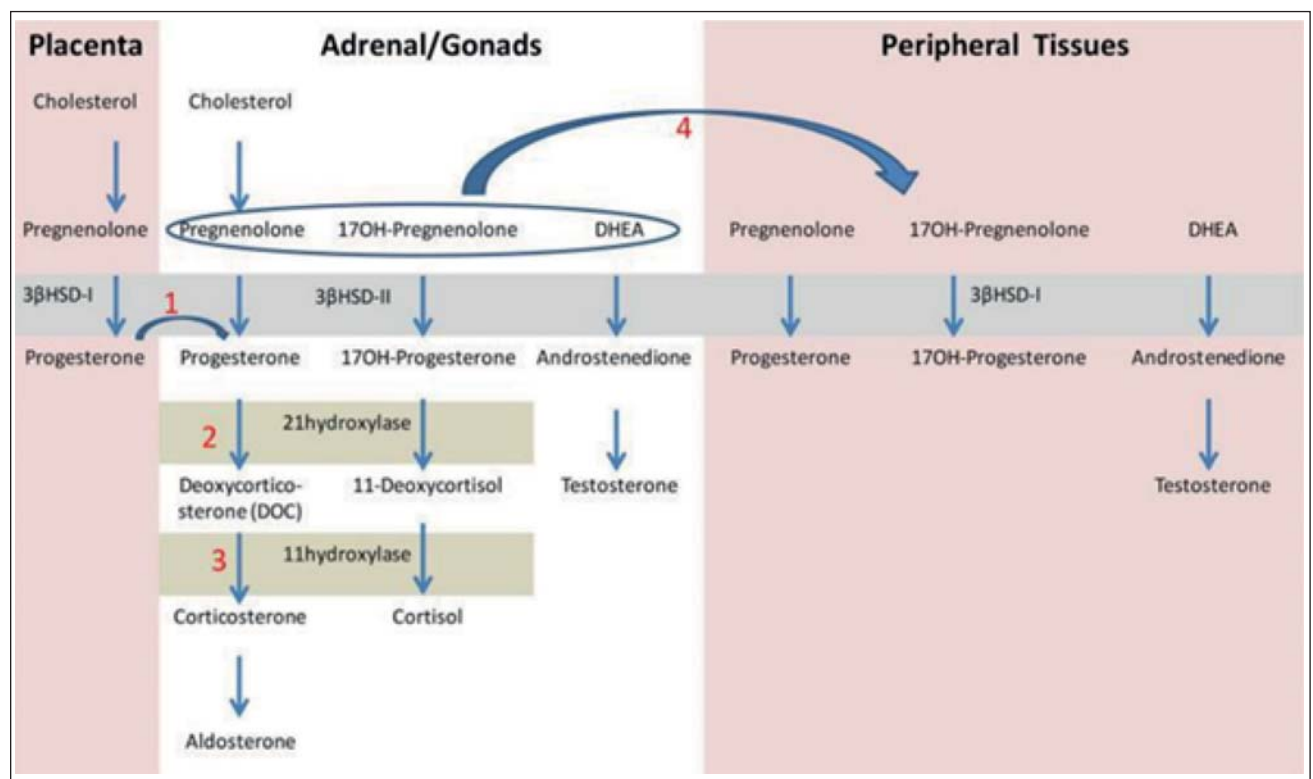 Placenta
Adrenal/Gonads
Peripheral Tissues
Cholesterol
Cholesterol
4
Pregnenolone
Pregnenolone
17OH-Pregnenolone
DHEA
Pregnenolone
17OH-Pregnenolone
DHEA
3βHSD-I
1
3βHSD-II
3βHSD-I
Progesterone
Progesterone
17OH-Progesterone
Androstenedione
Progesterone
17OH-Progesterone
Androstenedione
2
21hydroxylase
Deoxycortico-
sterone (DOC)
11-Deoxycortisol
Testosterone
Testosterone
3
11hydroxylase
Corticosterone
Cortisol
Aldosterone